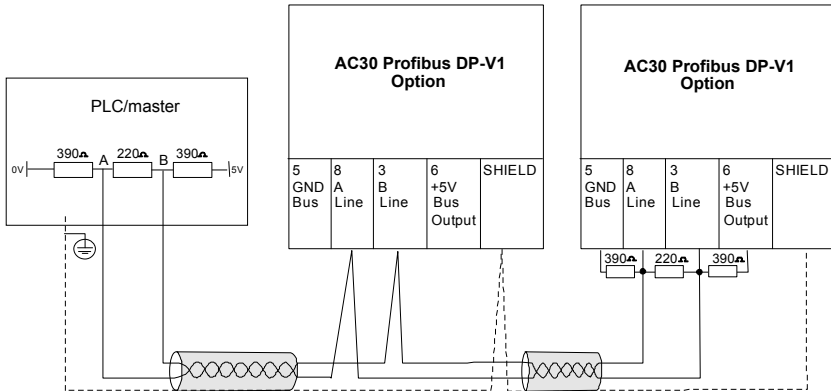 PLC/master
390Ω A 220Ω B 390Ω
0V 5V
AC30 Profibus DP-V1
Option
5 8 3 6 SHIELD
GND A B +5V
Bus Line Line Bus
Output
AC30 Profibus DP-V1
Option
5 8 3 6 SHIELD
GND A B +5V
Bus Line Line Bus
Output
390Ω 220Ω 390Ω